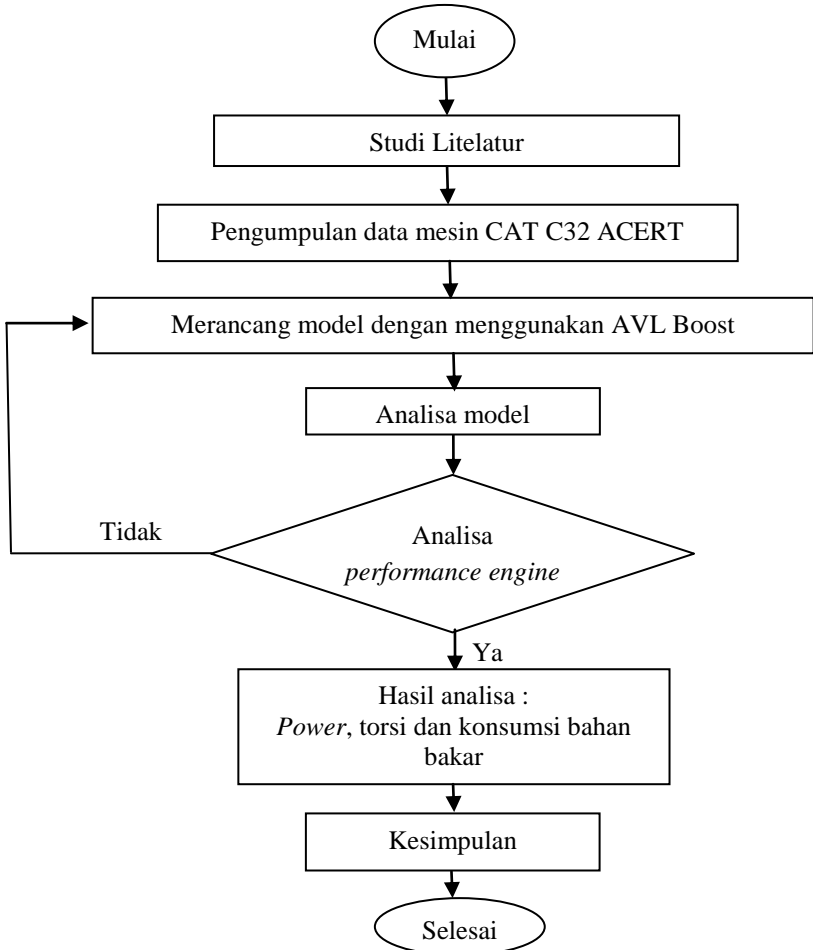 Mulai
Studi Litelatur
Pengumpulan data mesin CAT C32 ACERT
Merancang model dengan menggunakan AVL Boost
Analisa model
Tidak
Analisa
performance engine
Ya
Hasil analisa :
Power, torsi dan konsumsi bahan
bakar
Kesimpulan
Selesai